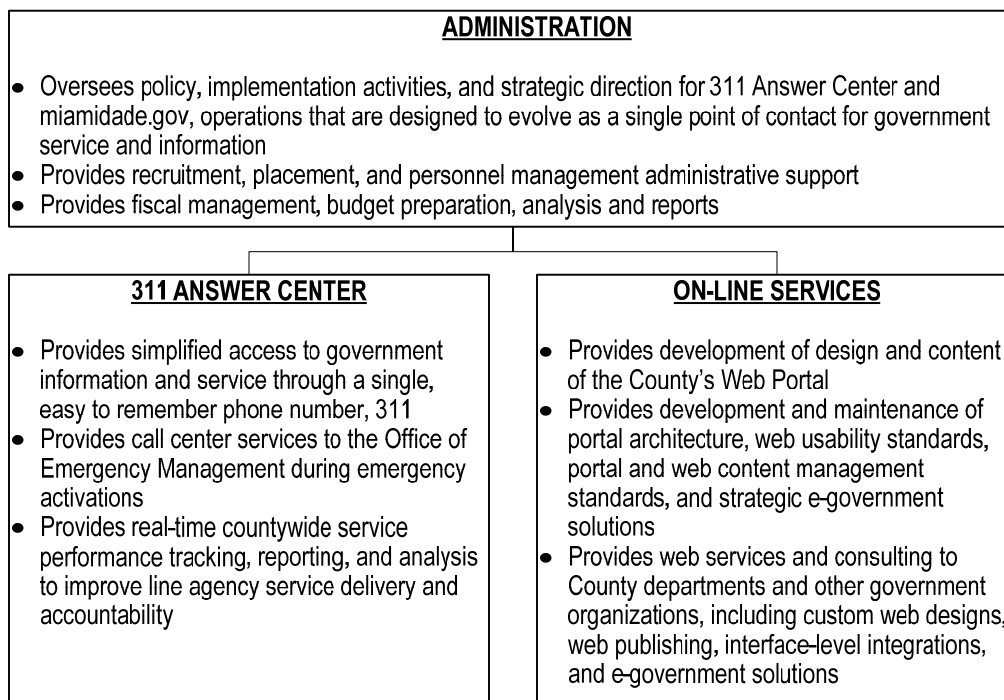 ADMINISTRATION
● Oversees policy, implementation activities, and strategic direction for 311 Answer Center and
miamidade.gov, operations that are designed to evolve as a single point of contact for government
service and information
● Provides recruitment, placement, and personnel management administrative support
● Provides fiscal management, budget preparation, analysis and reports
311 ANSWER CENTER
● Provides simplified access to government
information and service through a single,
easy to remember phone number, 311
● Provides call center services to the Office of
Emergency Management during emergency
activations
● Provides real-time countywide service
performance tracking, reporting, and analysis
to improve line agency service delivery and
accountability
ON-LINE SERVICES
● Provides development of design and content
of the County's Web Portal
● Provides development and maintenance of
portal architecture, web usability standards,
portal and web content management
standards, and strategic e-government
solutions
● Provides web services and consulting to
County departments and other government
organizations, including custom web designs,
web publishing, interface-level integrations,
and e-government solutions